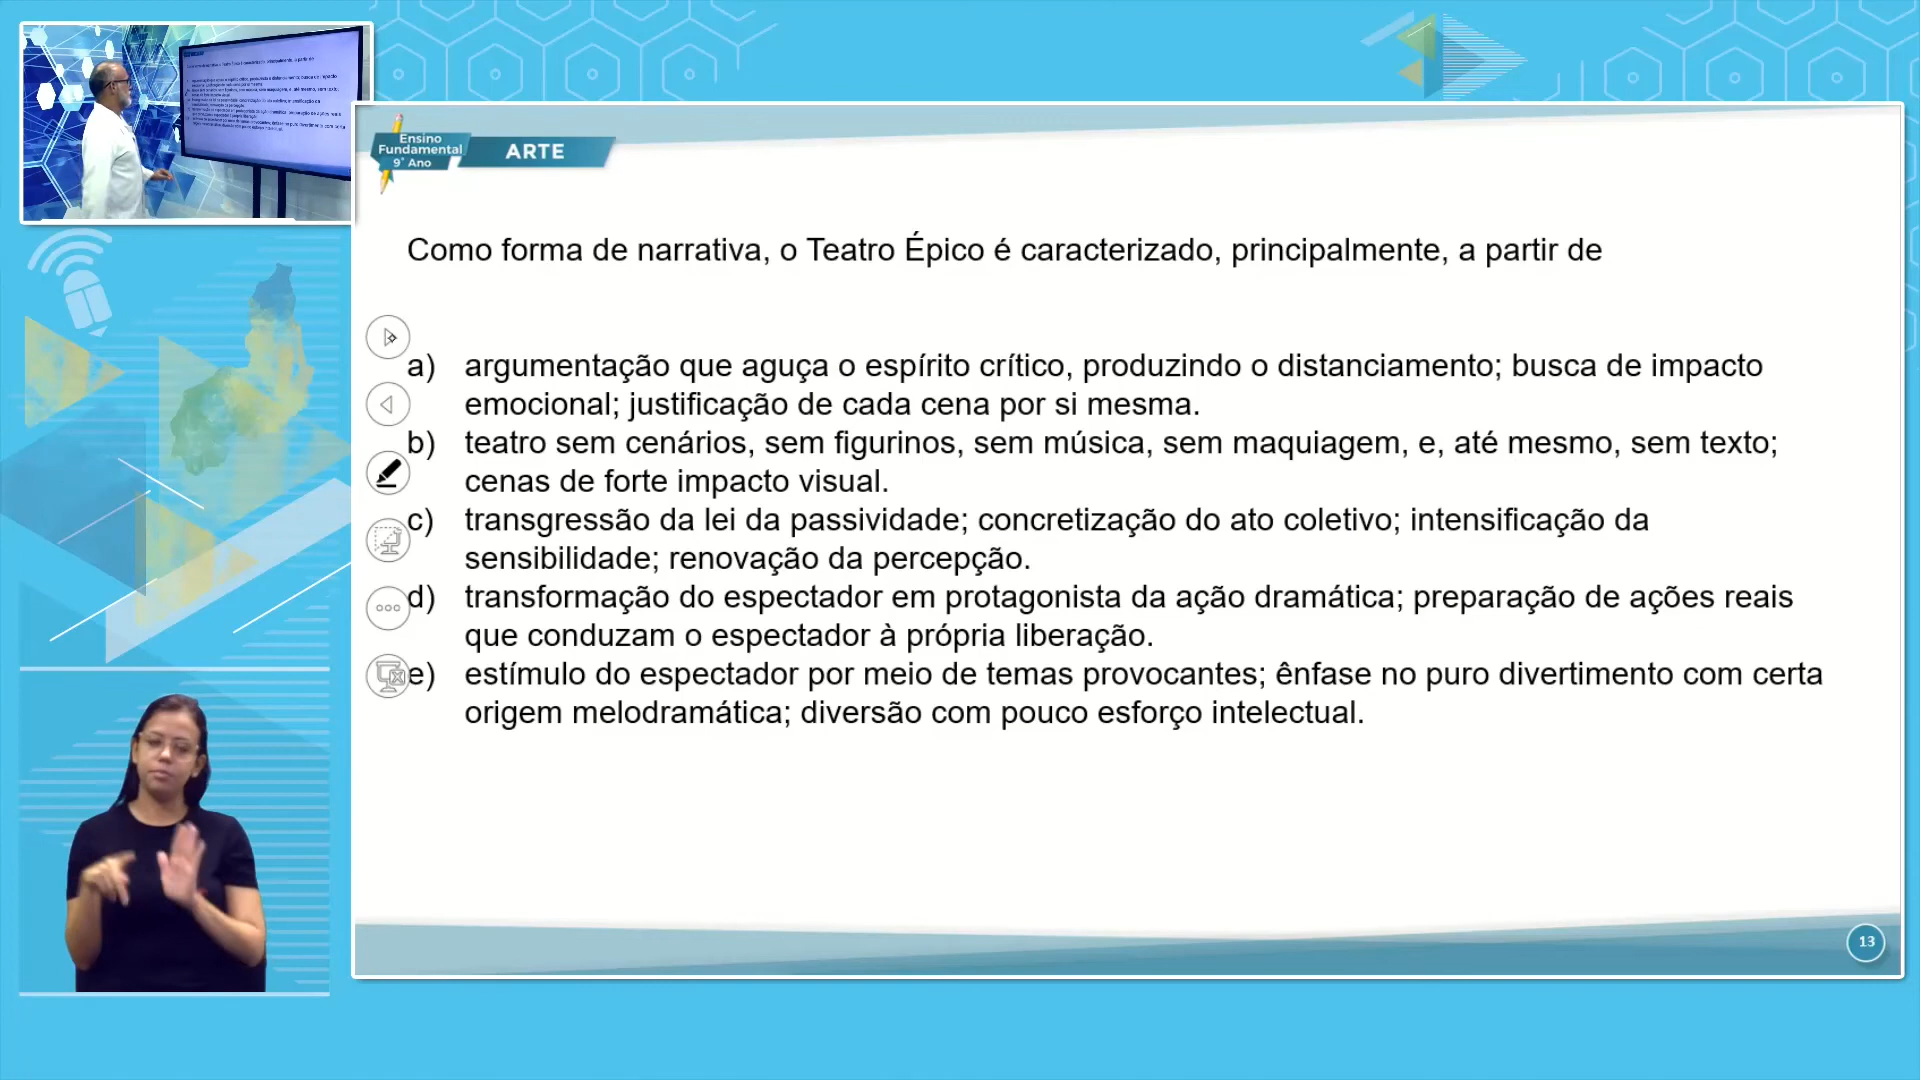 Ensino
Fundamental
9° Ano
ARTE
Como forma de narrativa, o Teatro Épico é caracterizado, principalmente, a partir de
a) argumentação que aguça o espírito crítico, produzindo o distanciamento; busca de impacto
emocional; justificação de cada cena por si mesma.
b) teatro sem cenários, sem figurinos, sem música, sem maquiagem, e, até mesmo, sem texto;
cenas de forte impacto visual.
c) transgressão da lei da passividade; concretização do ato coletivo; intensificação da
sensibilidade; renovação da percepção.
d) transformação do espectador em protagonista da ação dramática; preparação de ações reais
que conduzam o espectador à própria liberação.
e) estímulo do espectador por meio de temas provocantes; ênfase no puro divertimento com certa
origem melodramática; diversão com pouco esforço intelectual.
13